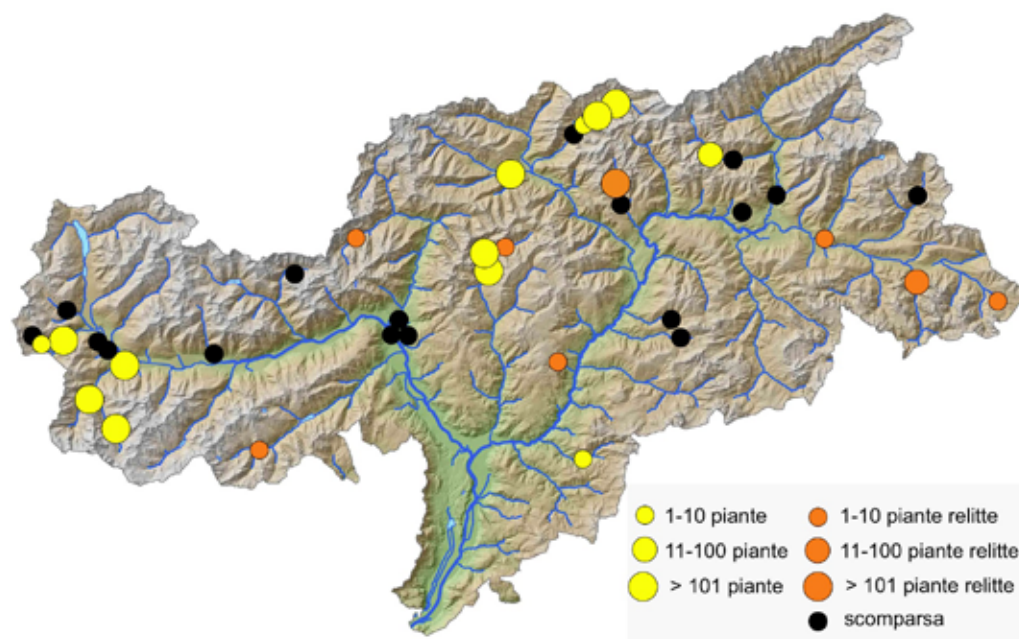 1-10 piante
1-10 piante relitte
11-100 piante
11-100 piante relitte
> 101 piante
> 101 piante relitte
scomparsa